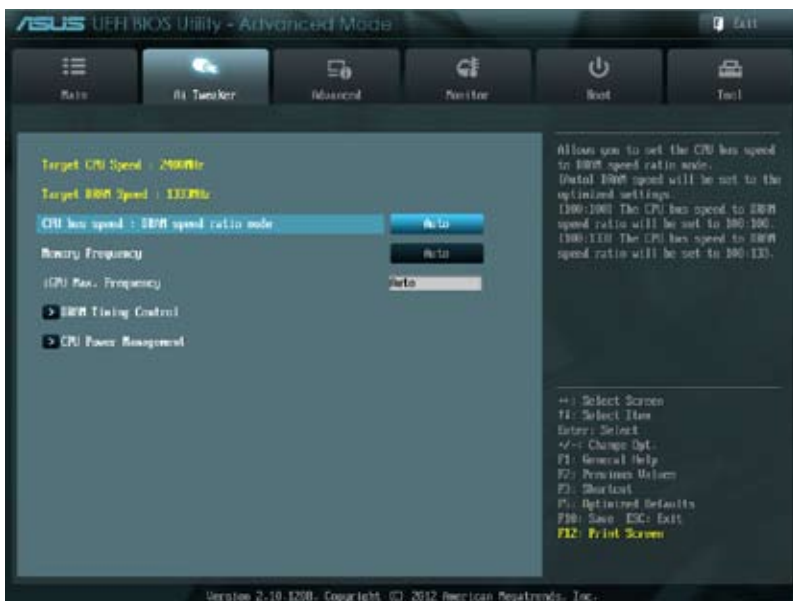 ASUS UEFI BIOS Utility - Advanced Mode
Exit
Main
Ai Tweaker
Advanced
Monitor
Boot
Tool
Target CPU Speed : 2400MHz
Target DRAM Speed : 1333MHz
CPU bus speed : DRAM speed ratio mode
Auto
Memory Frequency
Auto
iGPU Max. Frequency
Auto
DRAM Timing Control
CPU Power Management
Allows you to set the CPU bus speed
to DRAM speed ratio mode.
[Auto] DRAM speed will be set to the
optimized settings.
[100:100] The CPU bus speed to DRAM
speed ratio will be set to 100:100.
[100:133] The CPU bus speed to DRAM
speed ratio will be set to 100:133.
: Select Screen
: Select Item
Enter: Select
+/-: Change Opt.
F1: General Help
F2: Previous Values
F3: Shortcut
F5: Optimized Defaults
F10: Save ESC: Exit
F12: Print Screen
Version 2.10.1208. Copyright (C) 2012 American Megatrends, Inc.